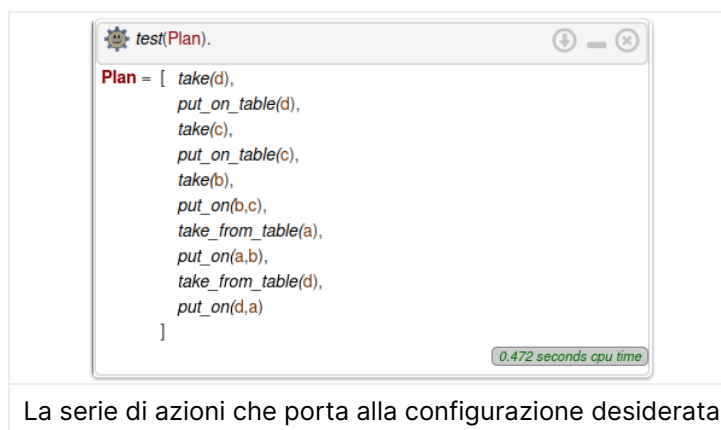 test(Plan).
Plan = [ take(d),
put_on_table(d),
take(c),
put_on_table(c),
take(b),
put_on(b,c),
take_from_table(a),
put_on(a,b),
take_from_table(d),
put_on(d,a)
]
0.472 seconds cpu time
La serie di azioni che porta alla configurazione desiderata